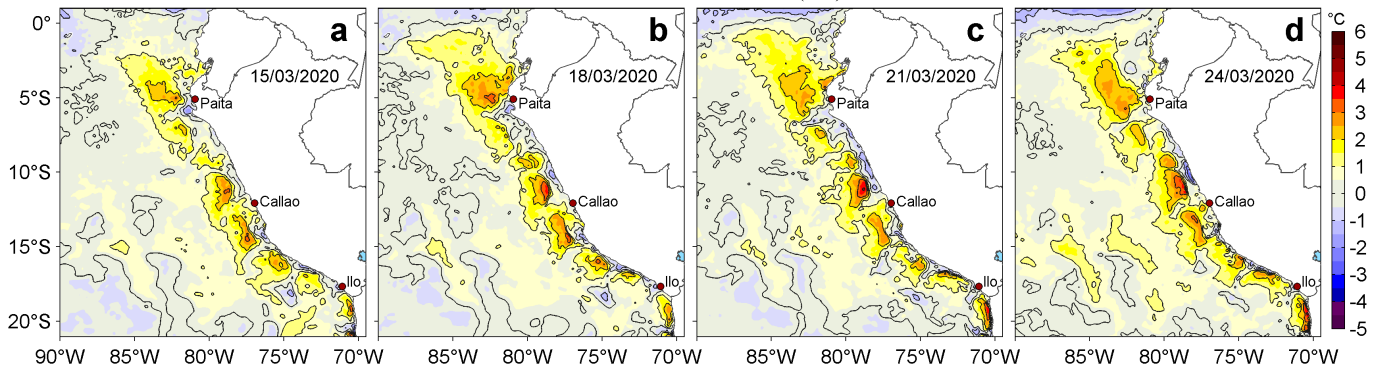 a b c d
°C
0° 5°S 10°S 15°S 20°S
15/03/2020 18/03/2020 21/03/2020 24/03/2020
Paita Paita Paita Paita
Callao Callao Callao Callao
Ilo Ilo Ilo Ilo
6
5
4
3
2
1
0
-1
-2
-3
-4
-5
90°W 85°W 80°W 75°W 70°W 85°W 80°W 75°W 70°W 85°W 80°W 75°W 70°W 85°W 80°W 75°W 70°W